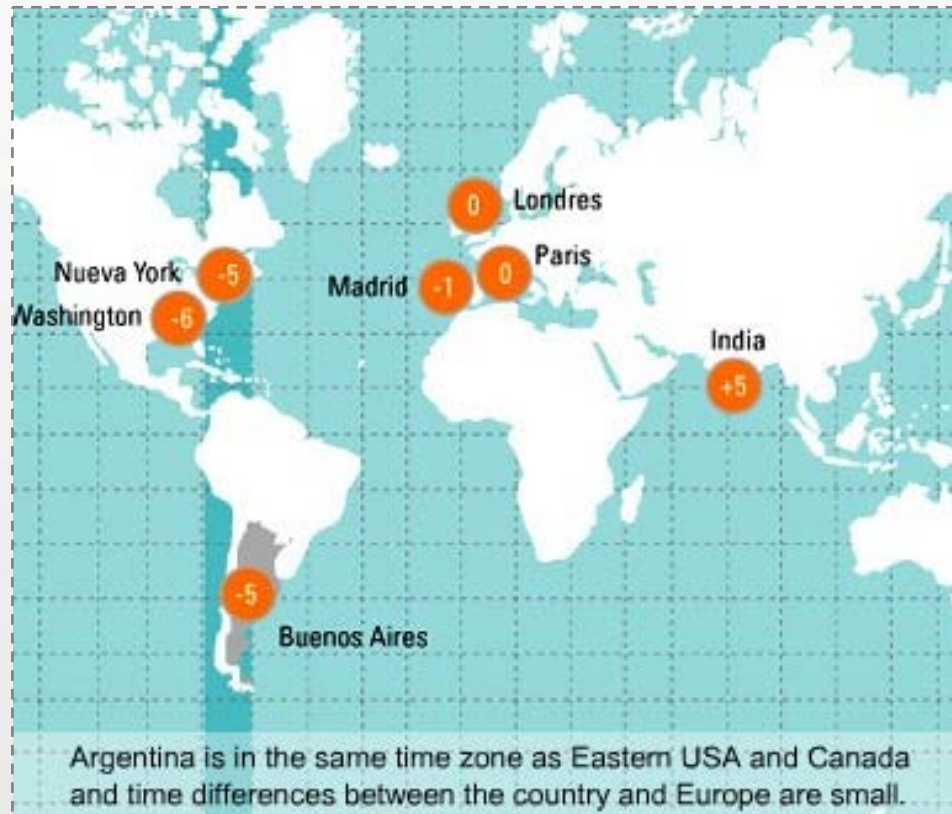 0
Londres
Paris
0
Nueva York
-5
Madrid
-1
Washington
-6
India
+5
-5
Buenos Aires
Argentina is in the same time zone as Eastern USA and Canada
and time differences between the country and Europe are small.